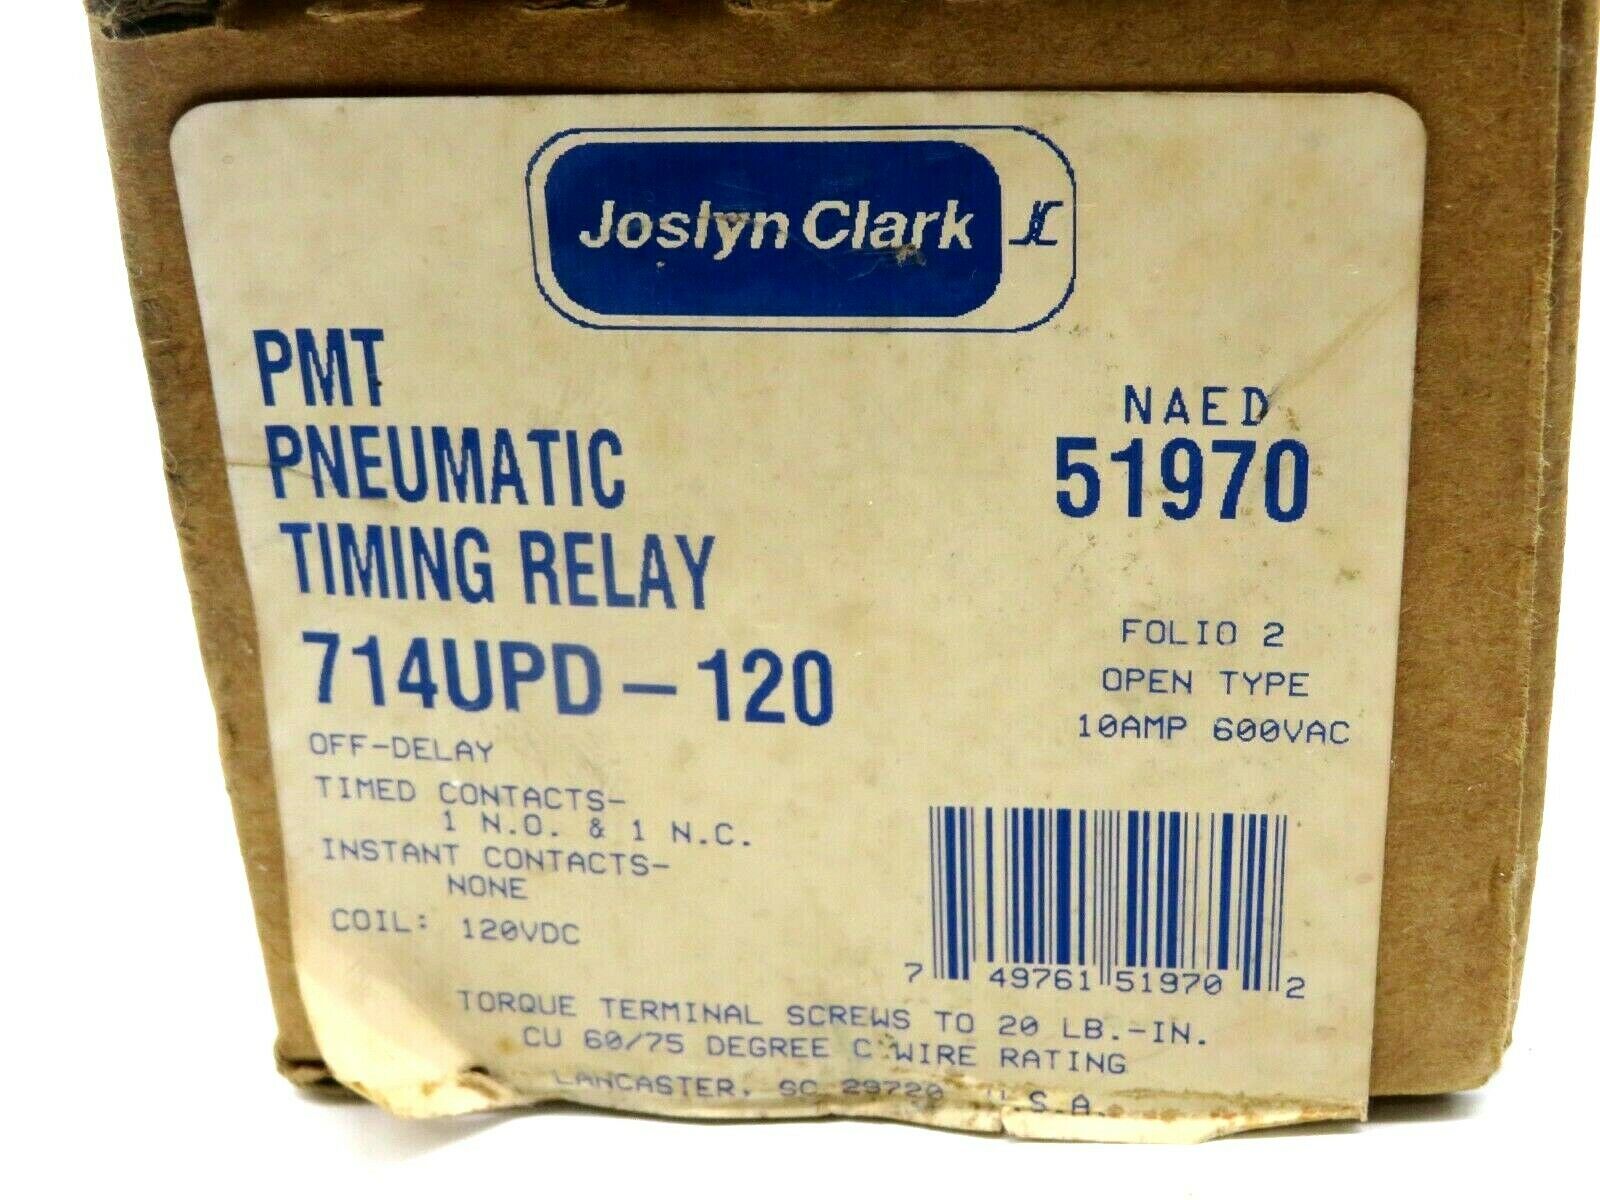 Joslyn Clark JC
PMT
PNEUMATIC
TIMING RELAY
714UPD-120
OFF-DELAY
TIMED CONTACTS-
1 N.O. & 1 N.C.
INSTANT CONTACTS-
NONE
COIL: 120VDC
NAED
51970
FOLIO 2
OPEN TYPE
10AMP 600VAC
7 49761 51970 2
TORQUE TERMINAL SCREWS TO 20 LB.-IN.
CU 60/75 DEGREE C WIRE RATING
LANCASTER, SC 29720 U.S.A.